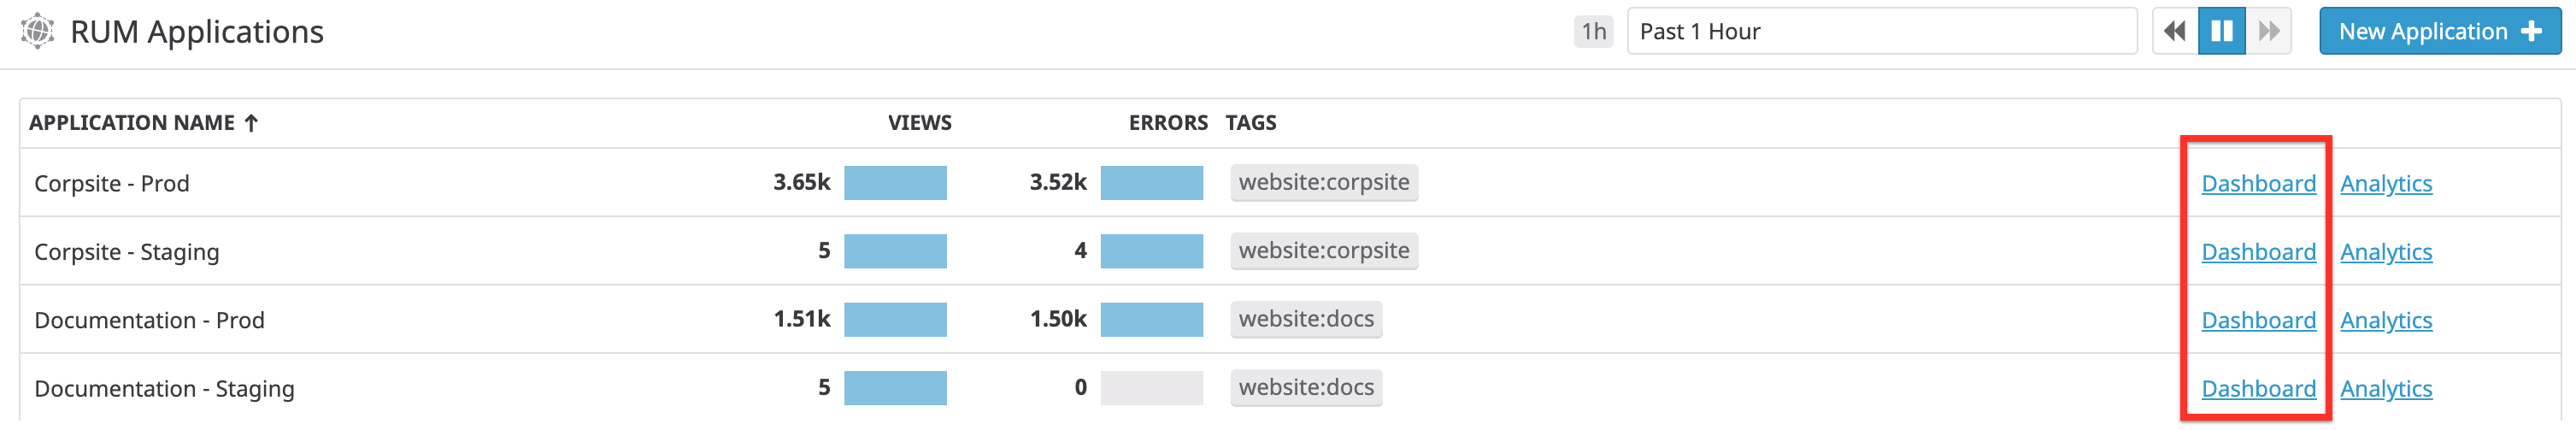 RUM Applications 1h Past 1 Hour New Application
APPLICATION NAME VIEWS ERRORS TAGS
Corpsite - Prod 3.65k 3.52k website:corpsite Dashboard Analytics
Corpsite - Staging 5 4 website:corpsite Dashboard Analytics
Documentation - Prod 1.51k 1.50k website:docs Dashboard Analytics
Documentation - Staging 5 0 website:docs Dashboard Analytics